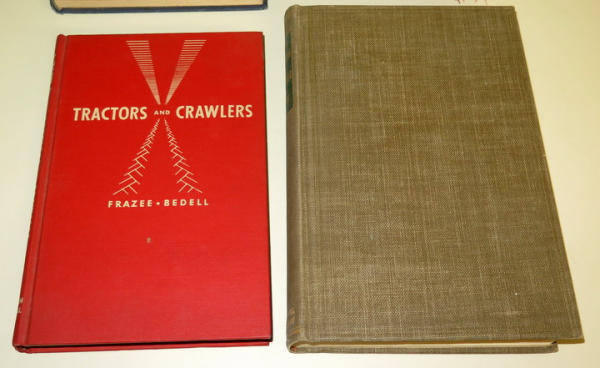 TRACTORS AND CRAWLERS
FRAZEE • BEDELL